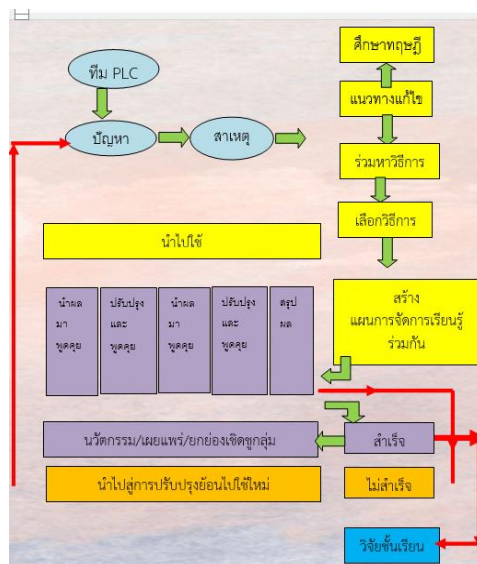 ศึกษาทฤษฎี
ทีม PLC
แนวทางแก้ไข
ปัญหา
สาเหตุ
ร่วมหาวิธีการ
เลือกวิธีการ
นำไปใช้
สร้าง
แผนการจัดการเรียนรู้
ร่วมกัน
นำผล
มา
พูดคุย
ปรับปรุง
และ
พูดคุย
นำผล
มา
พูดคุย
ปรับปรุง
และ
พูดคุย
สรุป
ผล
นวัตกรรม/เผยแพร่/ยกย่องเชิดชูกลุ่ม
สำเร็จ
นำไปสู่การปรับปรุงย้อนไปใช้ใหม่
ไม่สำเร็จ
วิจัยชั้นเรียน